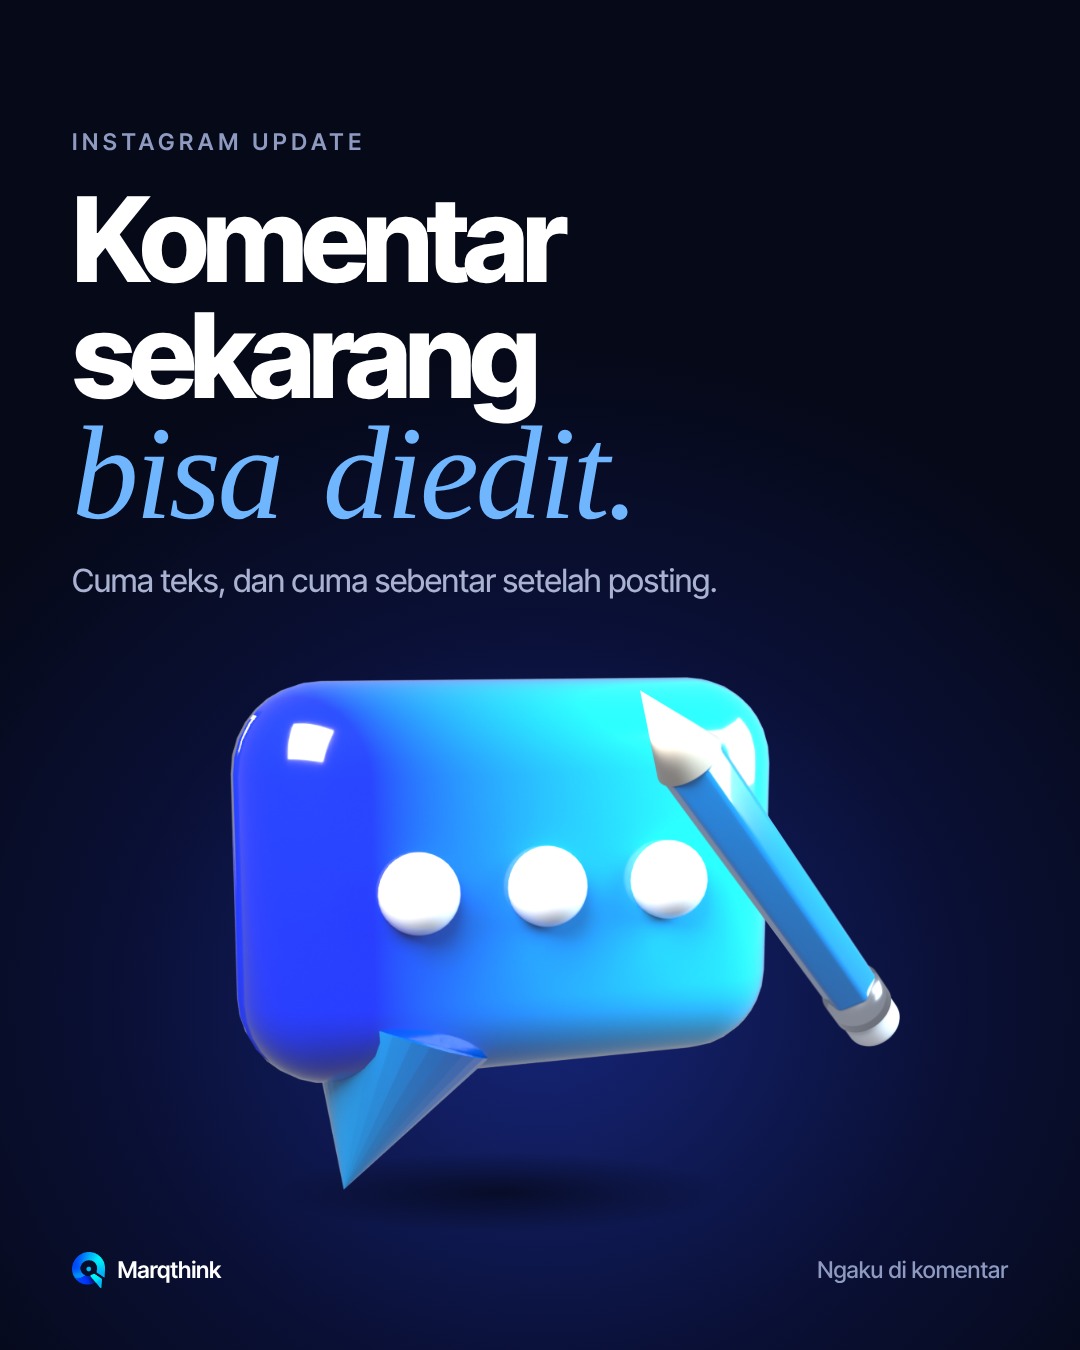 INSTAGRAM UPDATE
Komentar
sekarang
bisa diedit.
Cuma teks, dan cuma sebentar setelah posting.
Marqthink
Ngaku di komentar